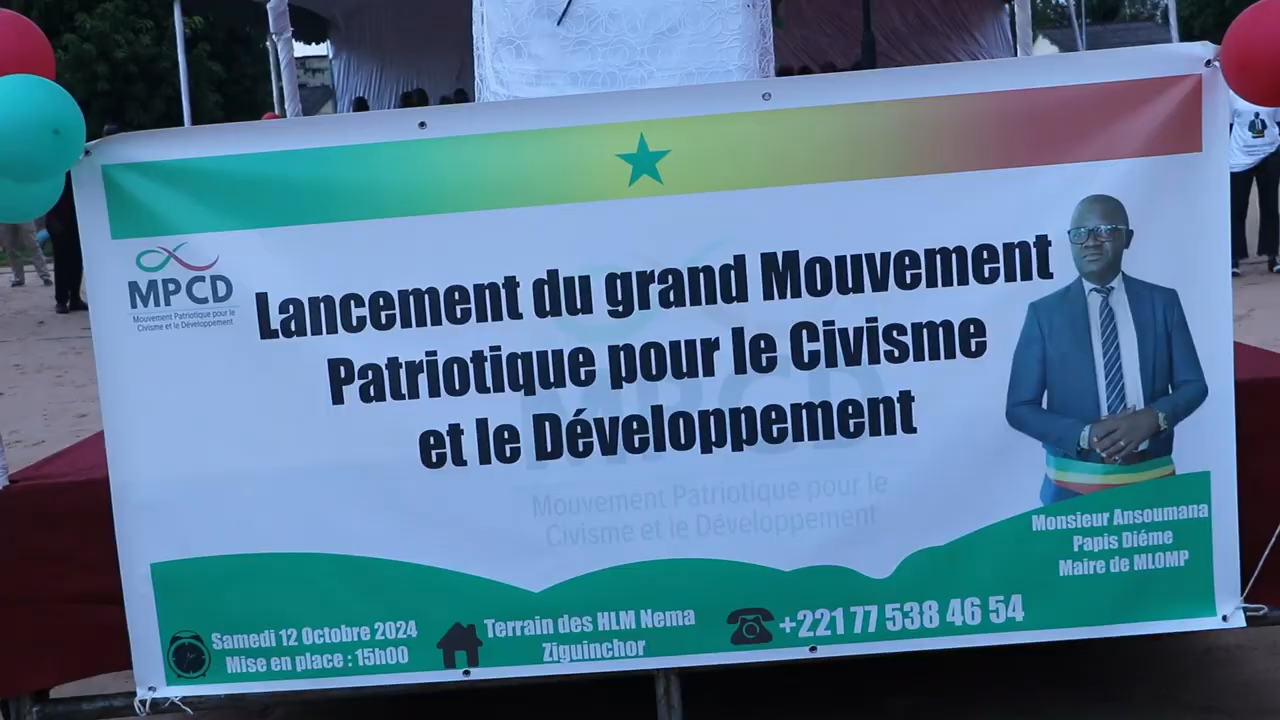 MPCD
Mouvement Patriotique pour le
Civisme et le Développement
Lancement du grand Mouvement
Patriotique pour le Civisme
et le Développement
MPCD
Mouvement Patriotique pour le
Civisme et le Développement
Monsieur Ansoumana
Papis Diéme
Maire de MLOMP
Samedi 12 Octobre 2024
Mise en place : 15h00
Terrain des HLM Nema
Ziguinchor
+221 77 538 46 54